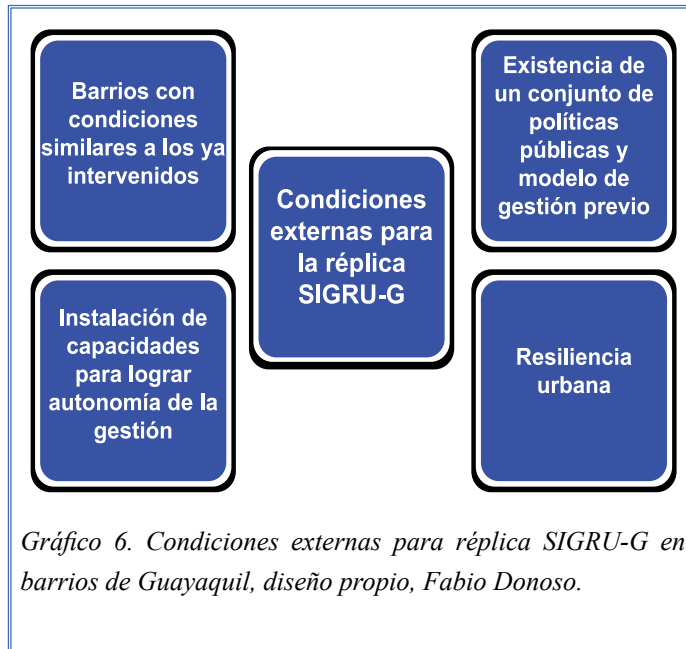 Barrios con
condiciones
similares a los ya
intervenidos
Existencia de
un conjunto de
políticas
públicas y
modelo de
gestión previo
Condiciones
externas para
la réplica
SIGRU-G
Instalación de
capacidades
para lograr
autonomía de la
gestión
Resiliencia
urbana
Gráfico 6. Condiciones externas para réplica SIGRU-G en
barrios de Guayaquil, diseño propio, Fabio Donoso.